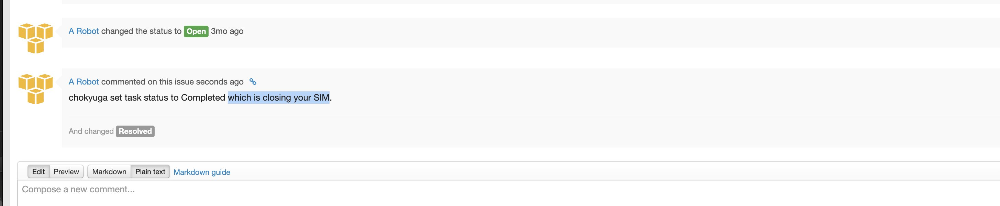 A Robot changed the status to Open 3mo ago
A Robot commented on this issue seconds ago
chokyuga set task status to Completed which is closing your SIM.
And changed Resolved
Edit Preview Markdown Plain text Markdown guide
Compose a new comment...